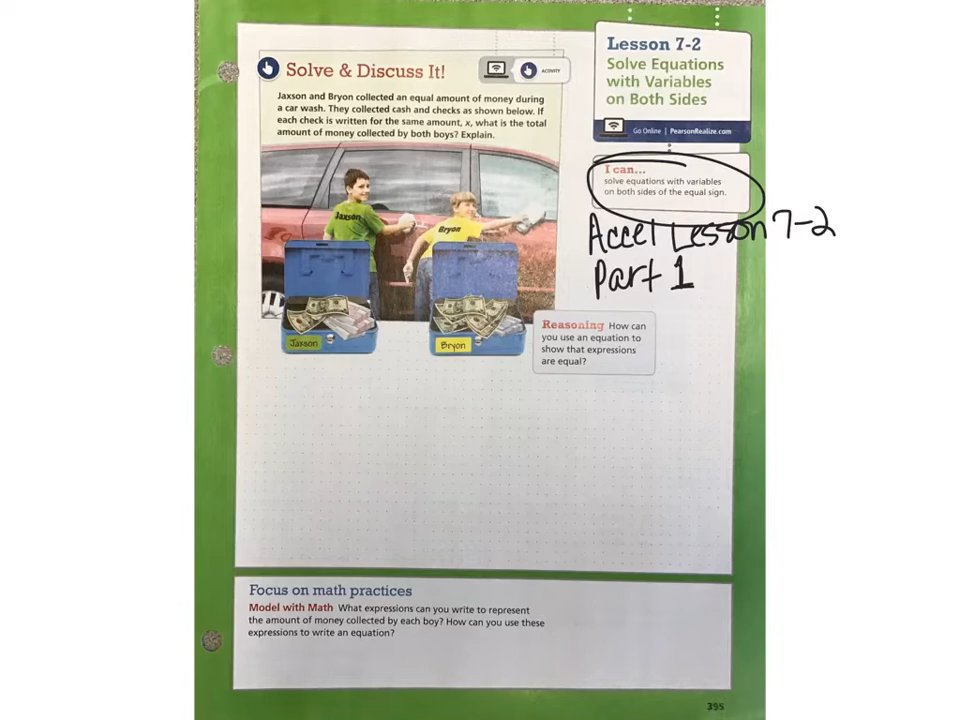 Lesson 7-2
Solve Equations
with Variables
on Both Sides
Go Online | PearsonRealize.com
Solve & Discuss It!
ACTIVITY
Jaxson and Bryon collected an equal amount of money during
a car wash. They collected cash and checks as shown below. If
each check is written for the same amount, x, what is the total
amount of money collected by both boys? Explain.
I can...
solve equations with variables
on both sides of the equal sign.
Accel Lesson 7-2
Part 1
Jaxson
Bryon
Jaxson
Bryon
Reasoning How can
you use an equation to
show that expressions
are equal?
Focus on math practices
Model with Math What expressions can you write to represent
the amount of money collected by each boy? How can you use these
expressions to write an equation?
395